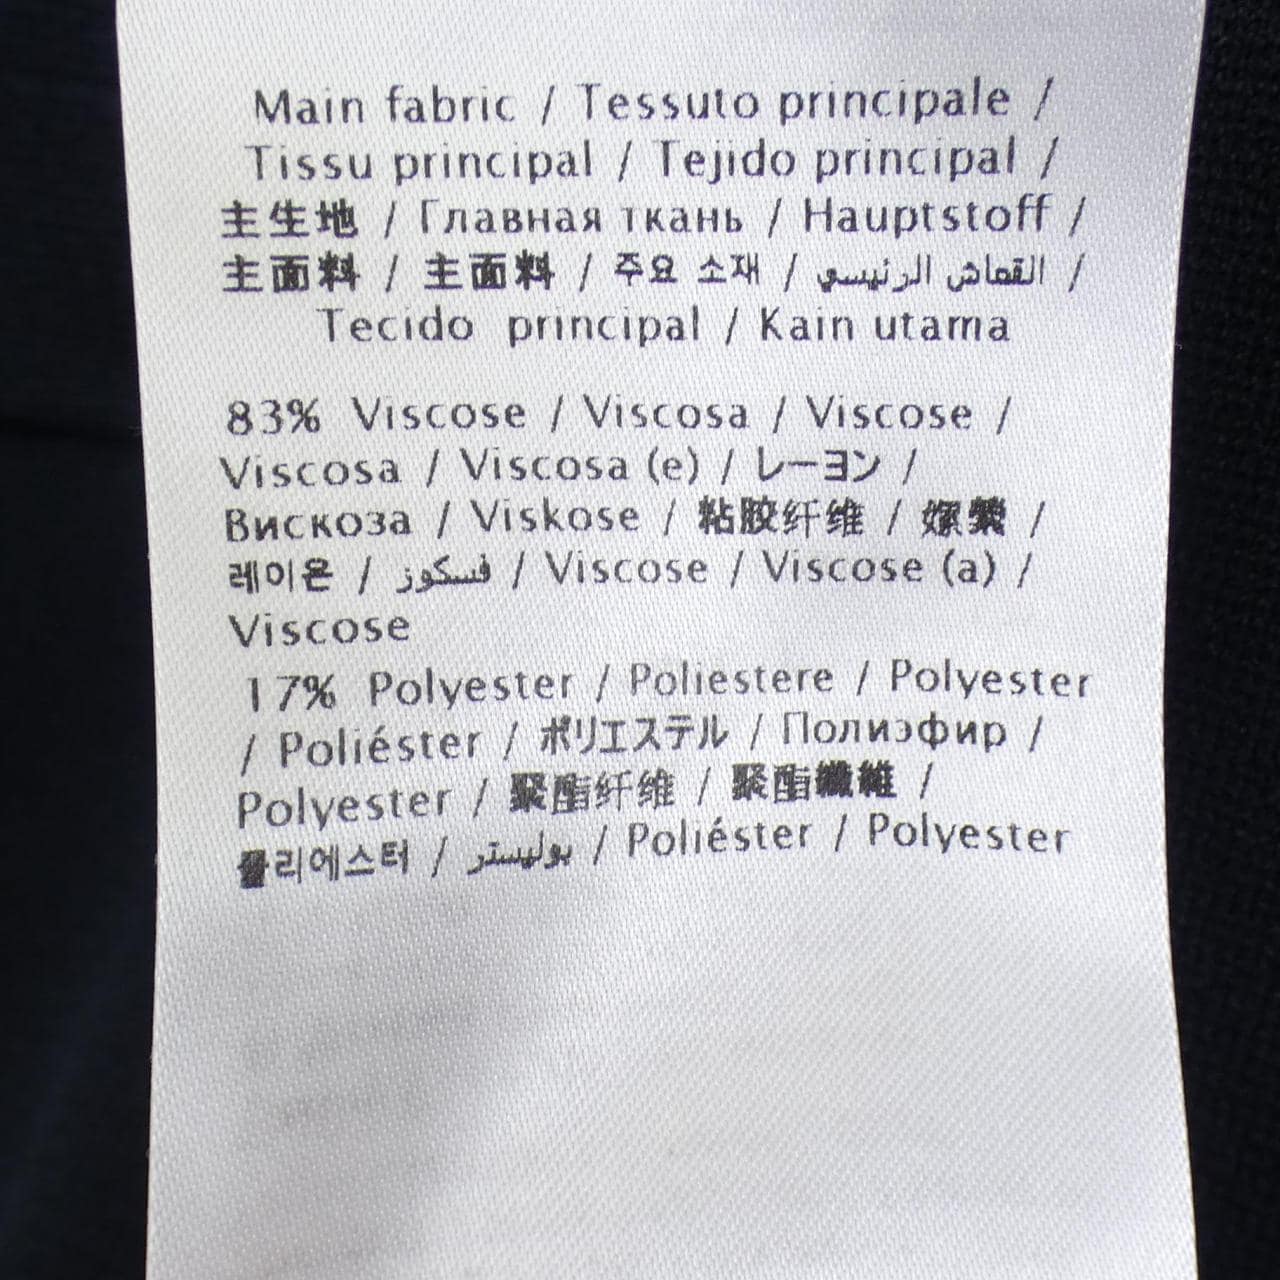 Main fabric / Tessuto principale /
Tissu principal / Tejido principal /
主生地 / Главная ткань / Hauptstoff /
主面料 / 主面料 / 주요 소재 / القماش الرئيسي /
Tecido principal / Kain utama
83% Viscose / Viscosa / Viscose /
Viscosa / Viscosa (e) / レーヨン /
Вискоза / Viskose / 粘胶纤维 / 嫘縈 /
레이온 / فسكوز / Viscose / Viscose (a) /
Viscose
17% Polyester / Poliestere / Polyester
/ Poliéster / ポリエステル / Полиэфир /
Polyester / 聚酯纤维 / 聚酯纖維 /
폴리에스터 / بوليستر / Poliéster / Polyester